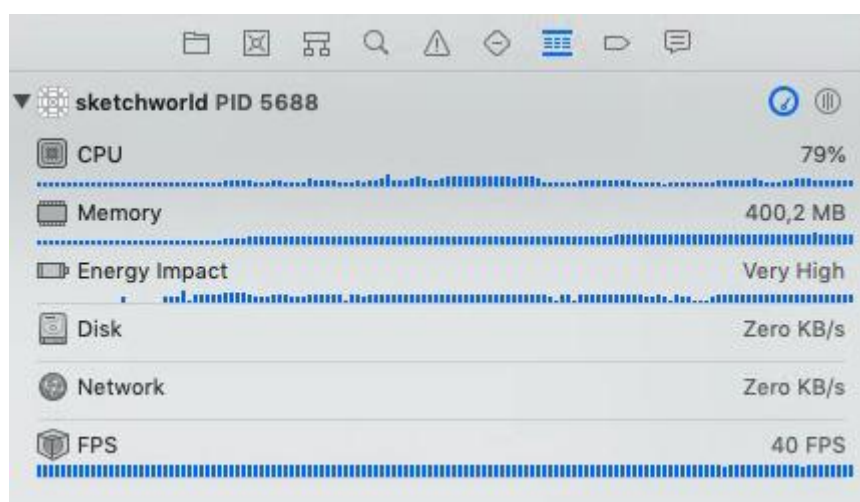 sketchworld PID 5688
CPU 79%
Memory 400,2 MB
Energy Impact Very High
Disk Zero KB/s
Network Zero KB/s
FPS 40 FPS